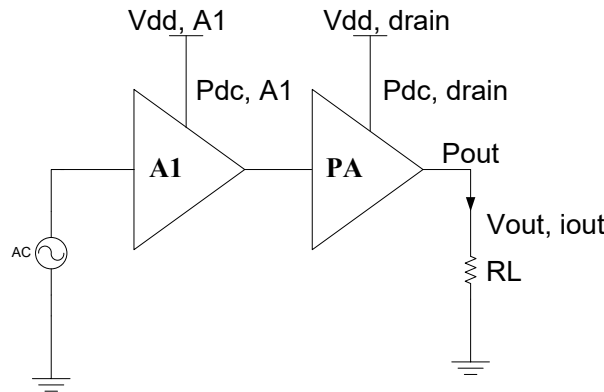 Vdd, A1
Vdd, drain
Pdc, A1
Pdc, drain
A1
PA
Pout
Vout, iout
AC
RL